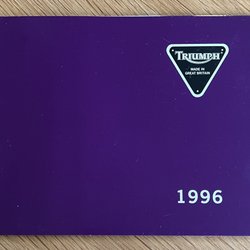 TRIUMPH
MADE IN
GREAT BRITAIN
1996